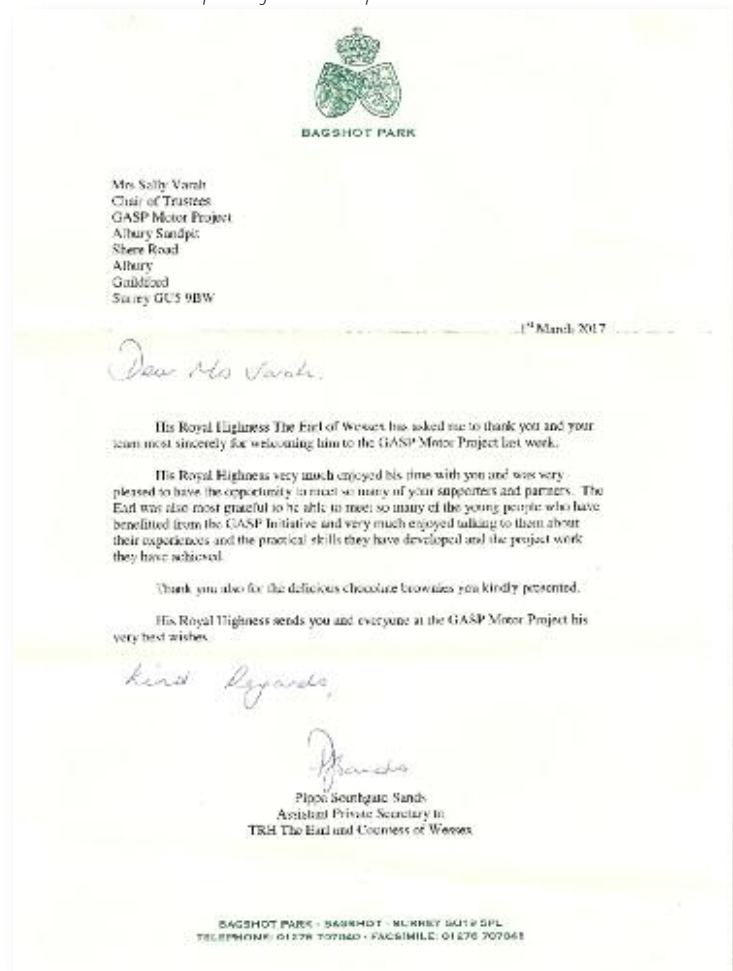 BAGSHOT PARK
Mrs Sally Varah
Chair of Trustees
GASP Motor Project
Albury Sandpit
Shere Road
Albury
Guildford
Surrey GU5 9BW
1st March 2017
Dear Mrs Varah,
His Royal Highness The Earl of Wessex has asked me to thank you and your
team most sincerely for welcoming him to the GASP Motor Project last week.
His Royal Highness very much enjoyed his time with you and was very
pleased to have the opportunity to meet so many of your supporters and partners. The
Earl was also most grateful to be able to meet so many of the young people who have
benefitted from the GASP Initiative and very much enjoyed talking to them about
their experiences and the practical skills they have developed and the project work
they have achieved.
Thank you also for the delicious chocolate brownies you kindly presented.
His Royal Highness sends you and everyone at the GASP Motor Project his
very best wishes.
Kind Regards,
PSands
Pippa Southgate Sands
Assistant Private Secretary to
TRH The Earl and Countess of Wessex
BAGSHOT PARK · BAGSHOT · SURREY GU19 5PL
TELEPHONE: 01276 707040 · FACSIMILE: 01276